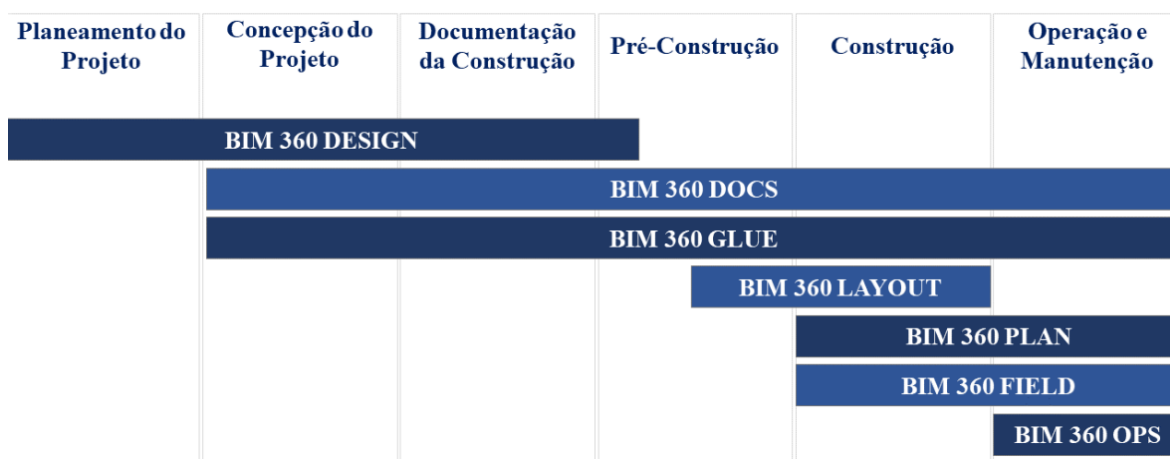 Planeamento do
Projeto
Concepção do
Projeto
Documentação
da Construção
Pré-Construção
Construção
Operação e
Manutenção
BIM 360 DESIGN
BIM 360 DOCS
BIM 360 GLUE
BIM 360 LAYOUT
BIM 360 PLAN
BIM 360 FIELD
BIM 360 OPS